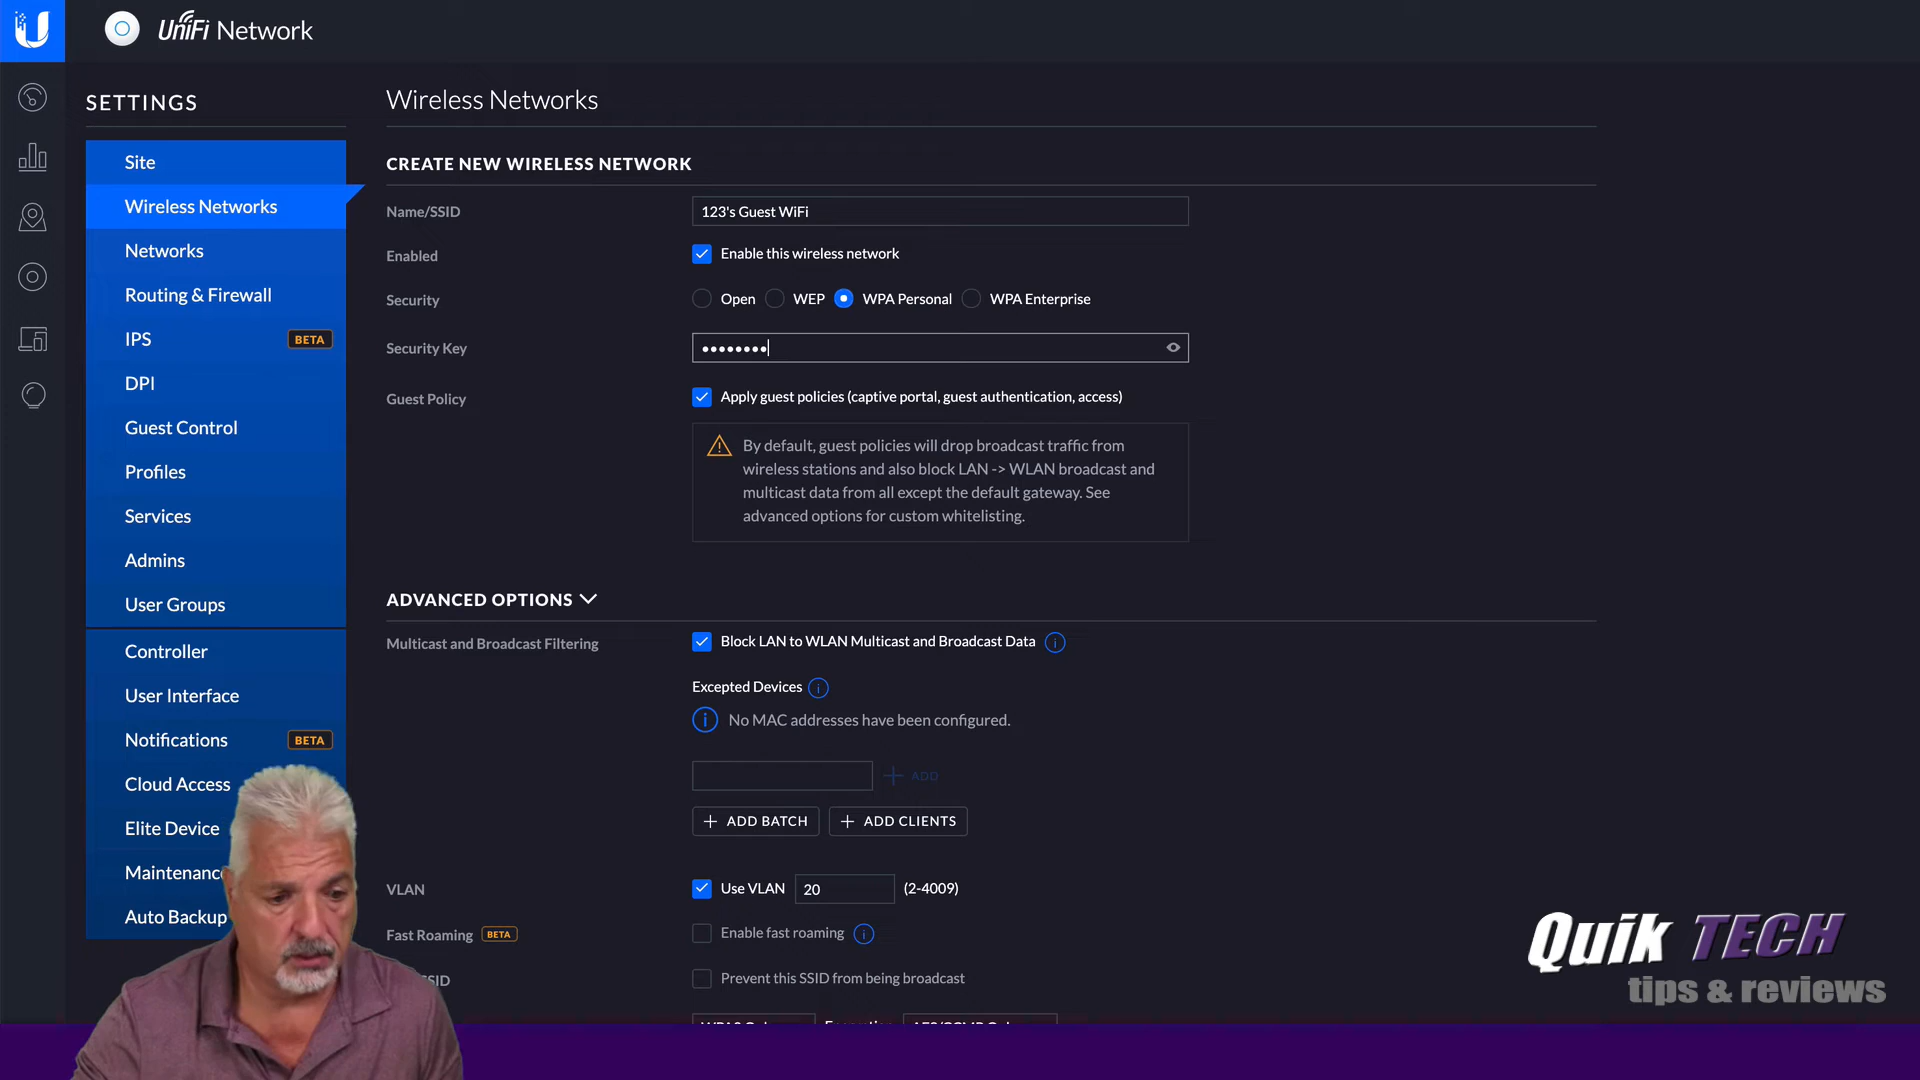 UniFi Network
SETTINGS
Site
Wireless Networks
Networks
Routing & Firewall
IPS BETA
DPI
Guest Control
Profiles
Services
Admins
User Groups
Controller
User Interface
Notifications BETA
Cloud Access
Elite Device
Maintenanc
Auto Backup
Wireless Networks
CREATE NEW WIRELESS NETWORK
Name/SSID 123's Guest WiFi
Enabled Enable this wireless network
Security Open WEP WPA Personal WPA Enterprise
Security Key ••••••••
Guest Policy Apply guest policies (captive portal, guest authentication, access)
By default, guest policies will drop broadcast traffic from
wireless stations and also block LAN -> WLAN broadcast and
multicast data from all except the default gateway. See
advanced options for custom whitelisting.
ADVANCED OPTIONS
Multicast and Broadcast Filtering Block LAN to WLAN Multicast and Broadcast Data
Excepted Devices
No MAC addresses have been configured.
+ ADD
+ ADD BATCH + ADD CLIENTS
VLAN Use VLAN 20 (2-4009)
Fast Roaming BETA Enable fast roaming
SID Prevent this SSID from being broadcast
Quik TECH
tips & reviews